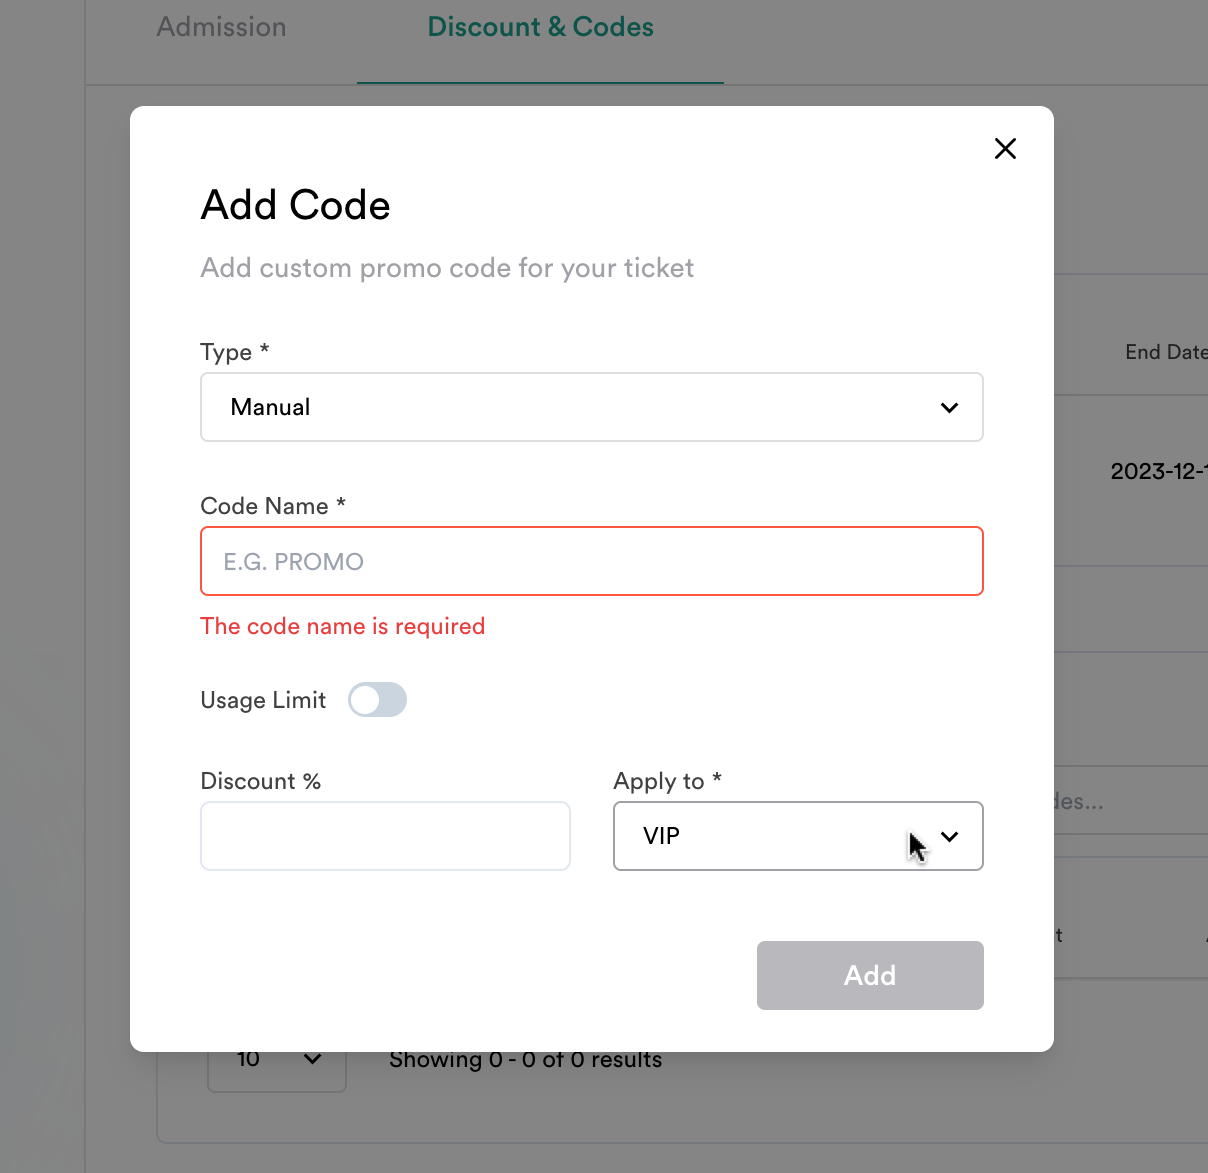 Admission
Discount & Codes
Add Code
Add custom promo code for your ticket
Type *
Manual
End Date
Code Name *
2023-12-1
E.G. PROMO
The code name is required
Usage Limit
Discount %
Apply to *
des...
VIP
t
Add
10
Showing 0 - 0 of 0 results